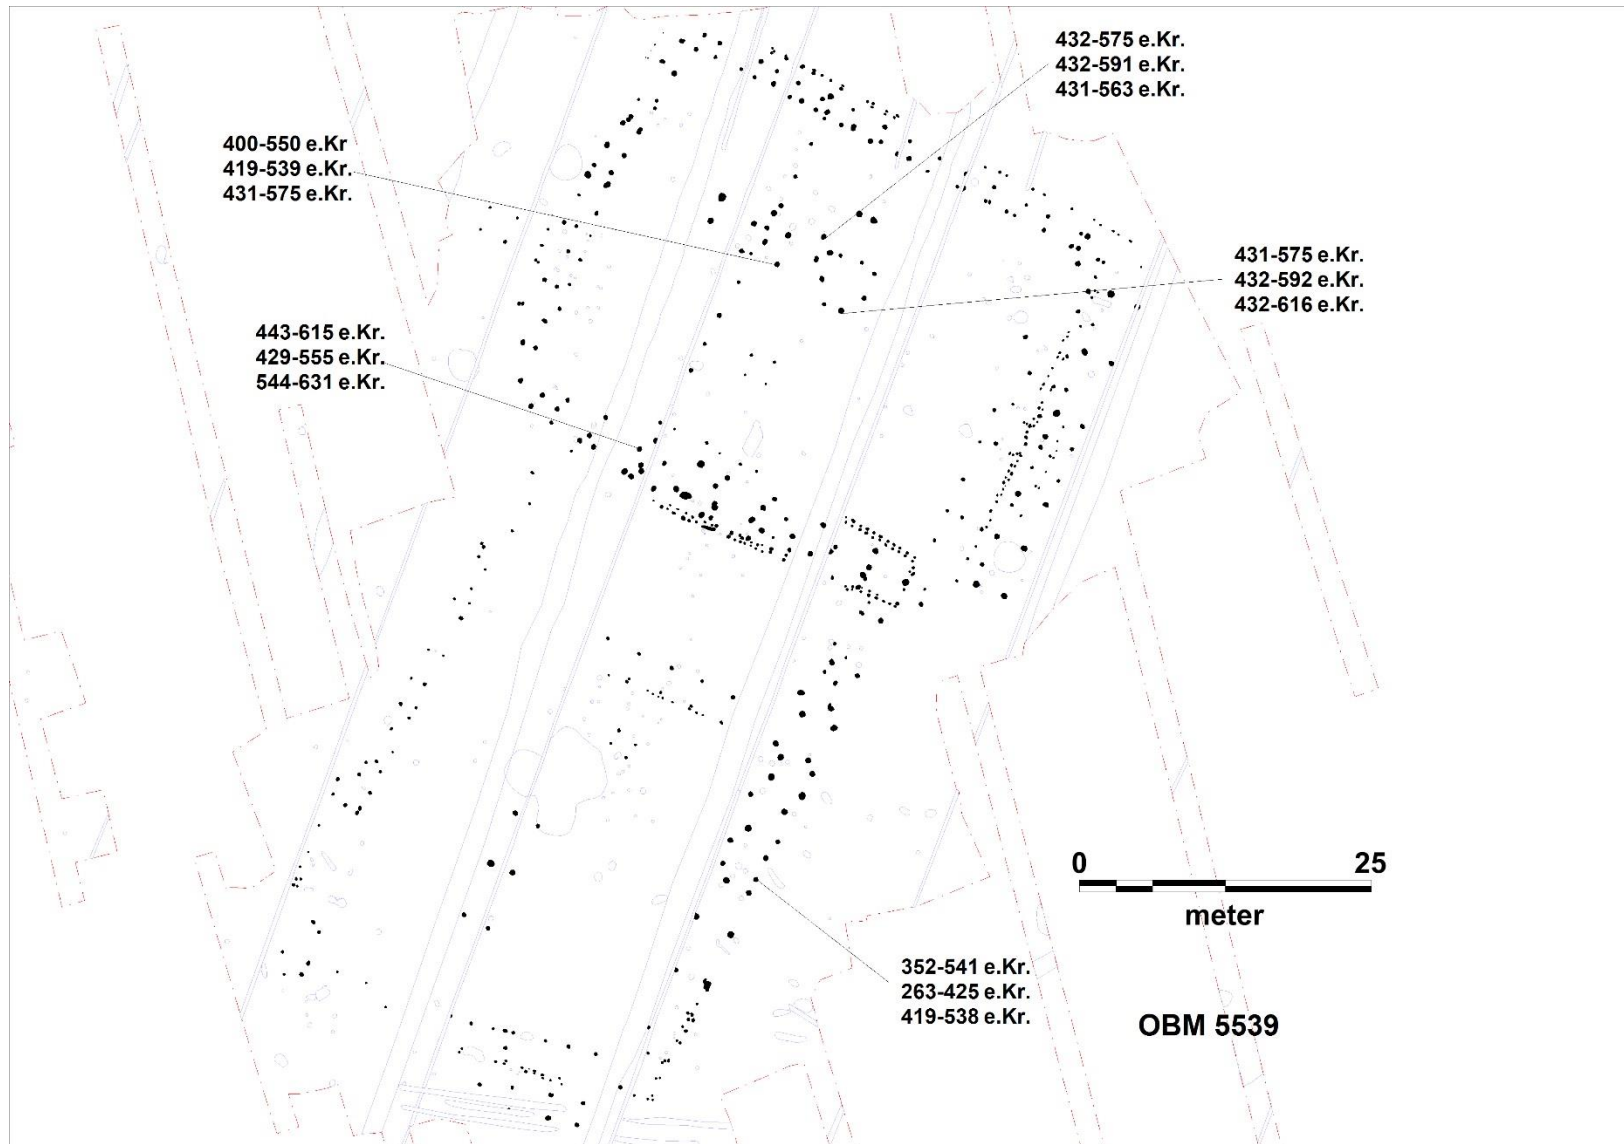 432-575 e.Kr.
432-591 e.Kr.
431-563 e.Kr.
400-550 e.Kr
419-539 e.Kr.
431-575 e.Kr.
431-575 e.Kr.
432-592 e.Kr.
432-616 e.Kr.
443-615 e.Kr.
429-555 e.Kr.
544-631 e.Kr.
0 25
meter
352-541 e.Kr.
263-425 e.Kr.
419-538 e.Kr.
OBM 5539